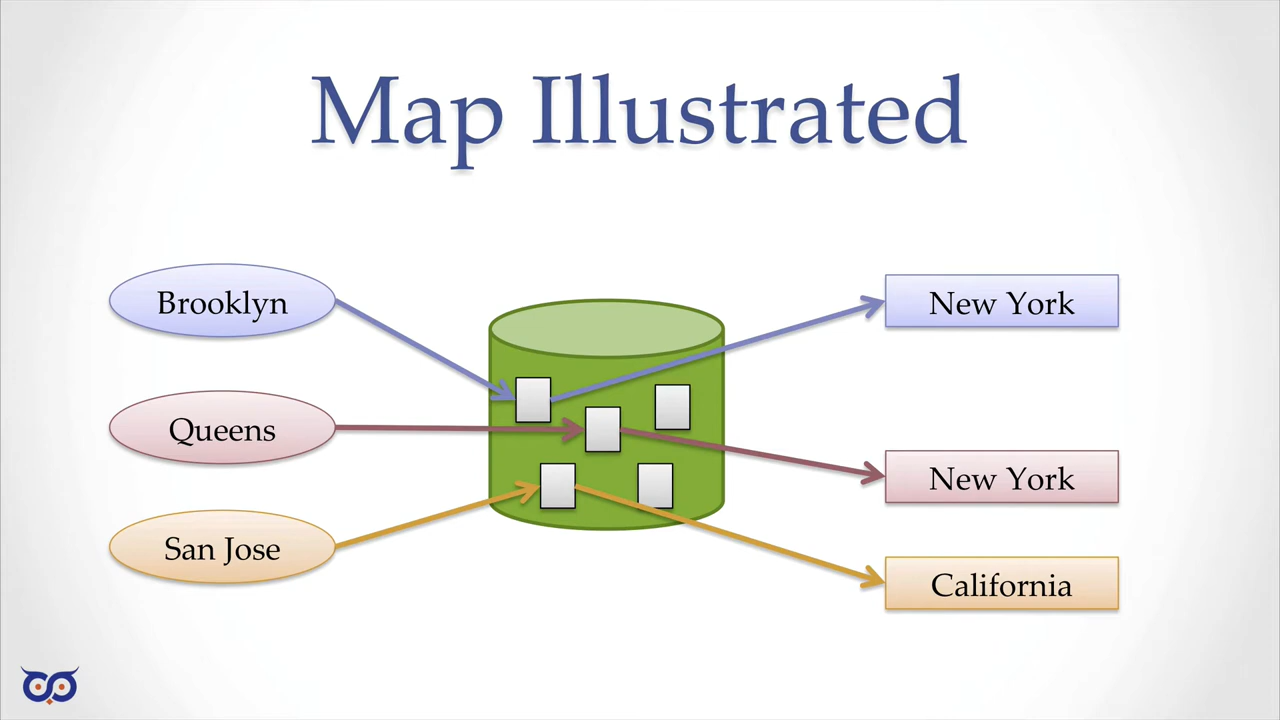 Map Illustrated
Brooklyn
New York
Queens
New York
San Jose
California